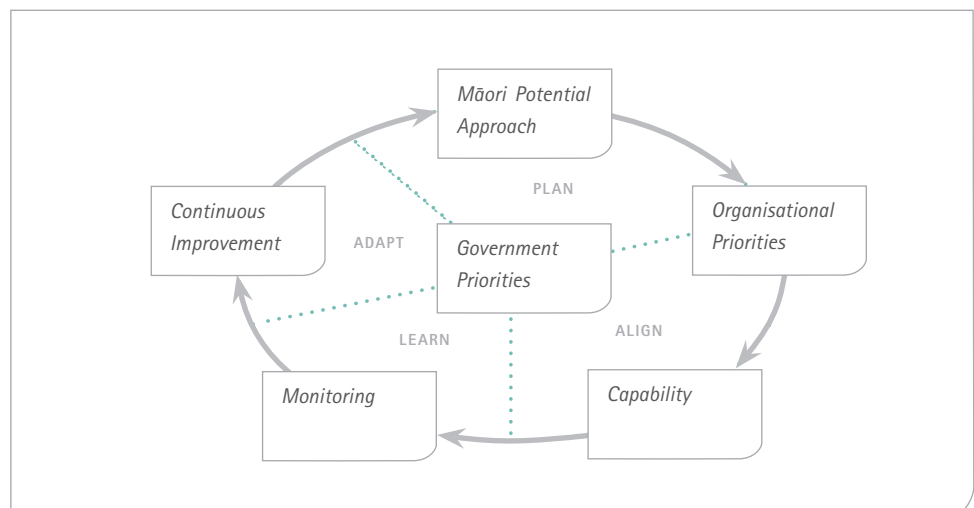 Māori Potential
Approach
PLAN
Continuous
Improvement
Organisational
Priorities
ADAPT
Government
Priorities
LEARN
ALIGN
Monitoring
Capability